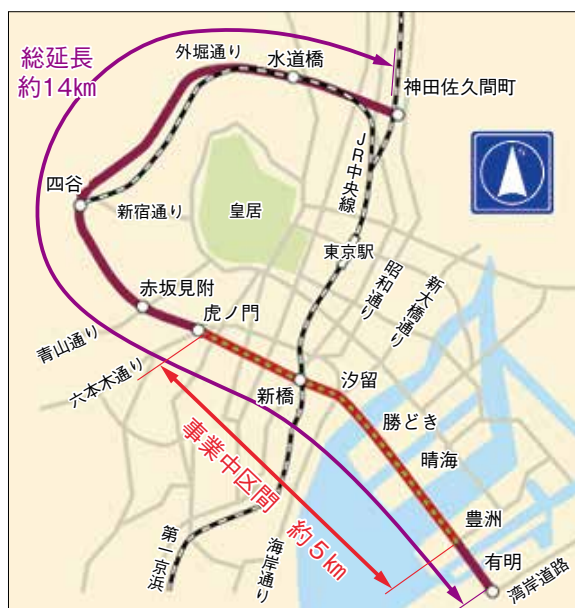 総延長
約14㎞
外堀通り
水道橋
神田佐久間町
JR中央線
四谷
新宿通り
皇居
東京駅
昭和通り
新大橋通り
赤坂見附
虎ノ門
青山通り
六本木通り
新橋
汐留
勝どき
晴海
事業中区間 約5㎞
豊洲
有明
第一京浜
海岸通り
湾岸道路